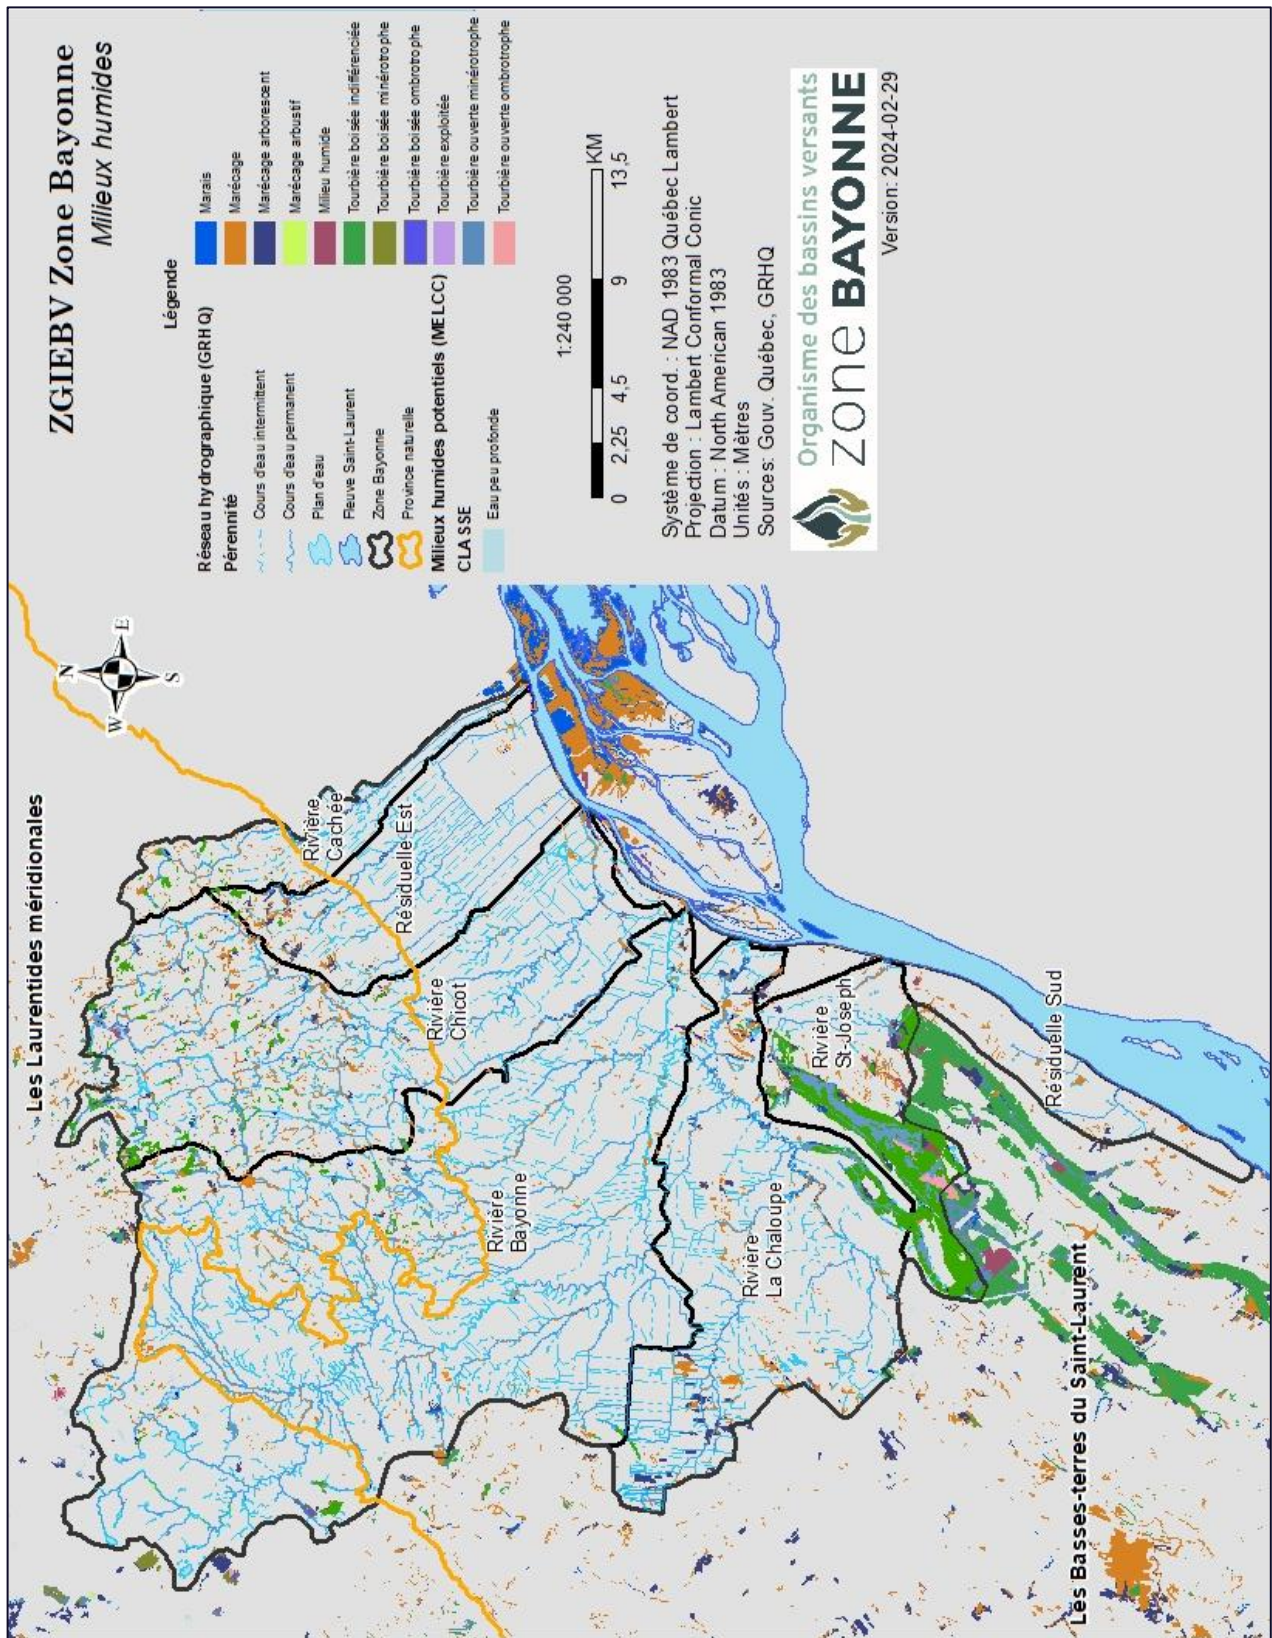 ZGIEBV Zone Bayonne
Milieux humides
Légende
Réseau hydrographique (GRHQ)
Pérennité
Cours d'eau intermittent
Cours d'eau permanent
Plan d'eau
Fleuve Saint-Laurent
Zone Bayonne
Province naturelle
Milieux humides potentiels (MELCC)
CLASSE
Eau peu profonde
Marais
Marécage
Marécage arborescent
Marécage arbustif
Milieu humide
Tourbière boisée indifférenciée
Tourbière boisée minérotrophe
Tourbière boisée ombrotrophe
Tourbière exploitée
Tourbière ouverte minérotrophe
Tourbière ouverte ombrotrophe
1:240 000
0 2,25 4,5 9 13,5
KM
Système de coord. : NAD 1983 Québec Lambert
Projection : Lambert Conformal Conic
Datum : North American 1983
Unités : Mètres
Sources: Gouv. Québec, GRHQ
Organisme des bassins versants
zone BAYONNE
Version: 2024-02-29
N
W
E
S
Les Laurentides méridionales
Rivière
Cachée
Résiduelle Est
Rivière
Chicot
Rivière
Bayonne
Rivière
St-Joseph
Rivière
La Chaloupe
Résiduelle Sud
Les Basses-terres du Saint-Laurent